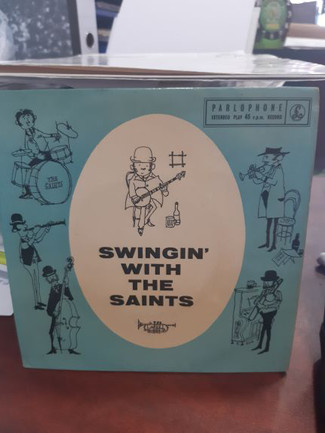 PARLOPHONE
EXTENDED PLAY 45 r.p.m. RECORD
THE SAINTS
SWINGIN'
WITH
THE
SAINTS